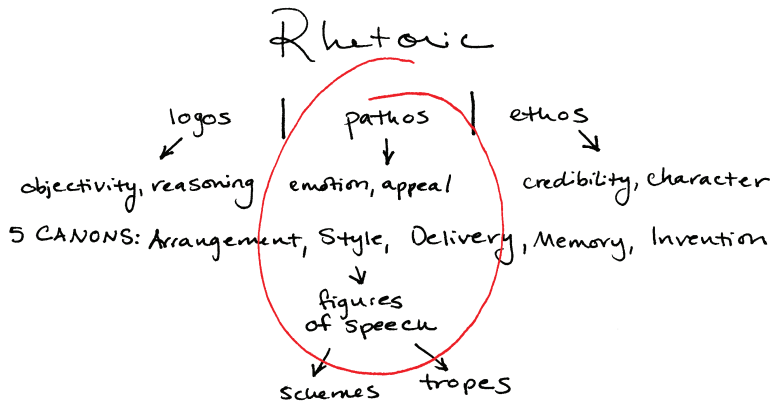 Rhetoric
logos | pathos | ethos
objectivity, reasoning emotion, appeal credibility, character
5 CANONS: Arrangement, Style, Delivery, Memory, Invention
figures
of speech
schemes tropes